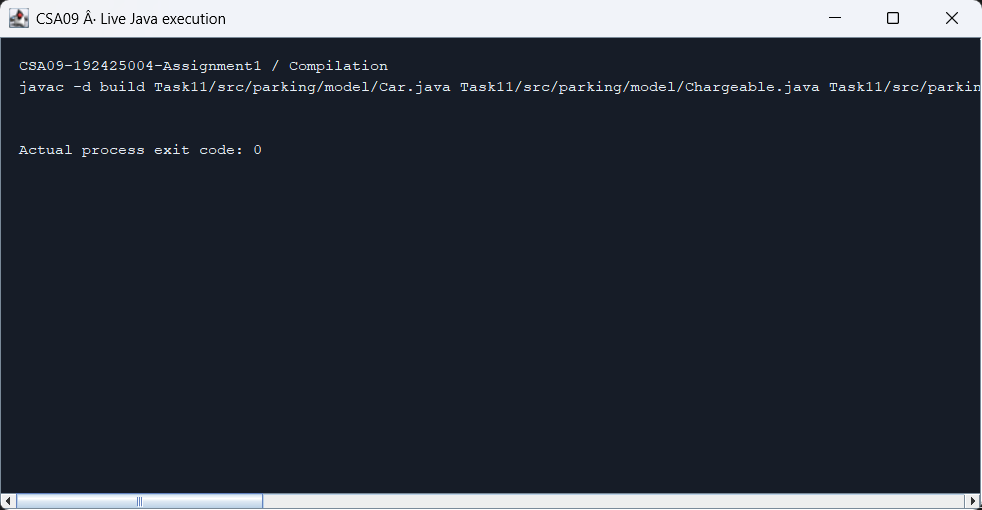 CSA09 Â· Live Java execution
CSA09-192425004-Assignment1 / Compilation
javac -d build Task11/src/parking/model/Car.java Task11/src/parking/model/Chargeable.java Task11/src/parkin
Actual process exit code: 0